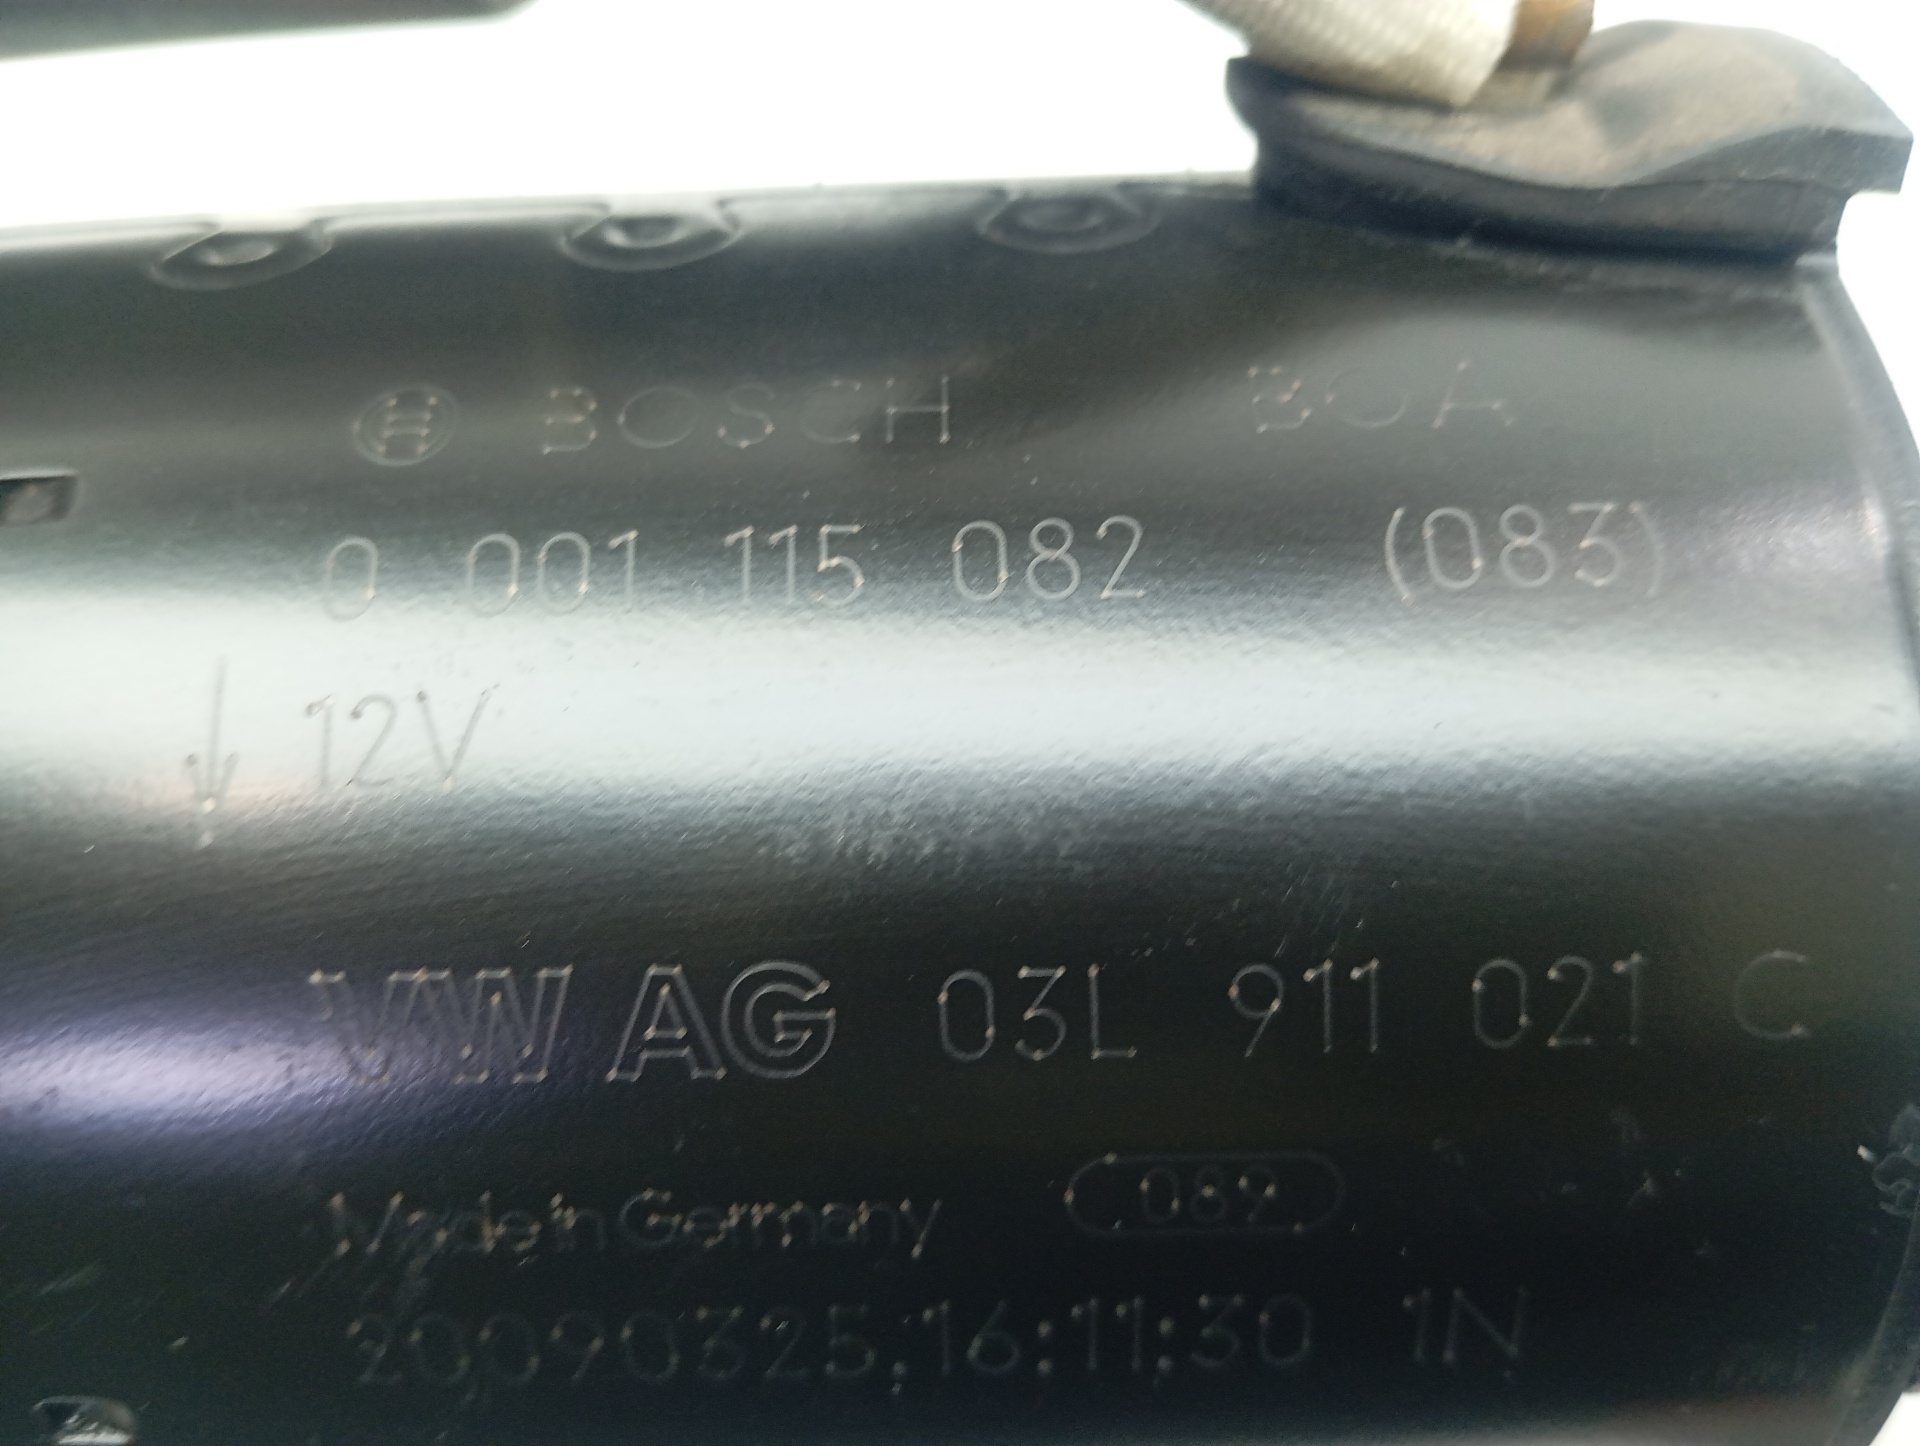 BOSCH BOA
0 001 115 082 (083)
12V
VW AG 03L 911 021 C
Made in Germany 089
20090325,16:11:30 1N